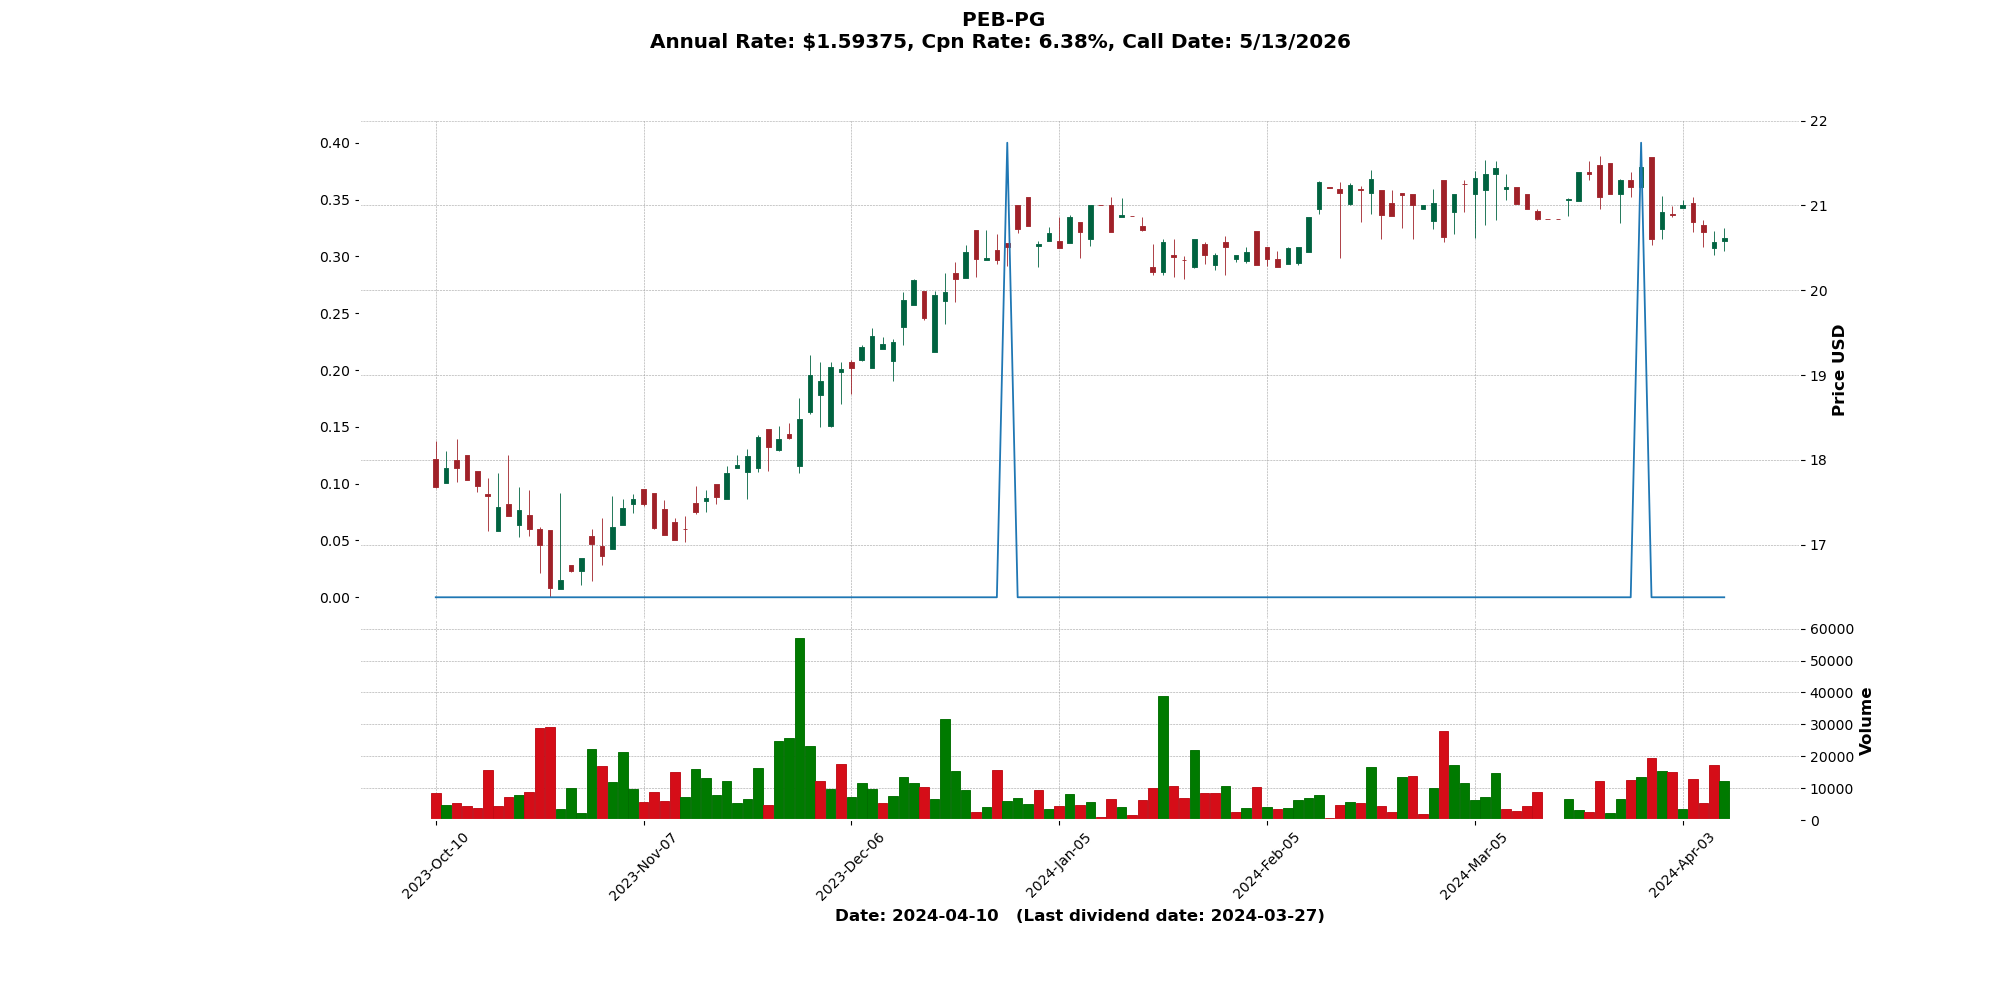 PEB-PG
Annual Rate: $1.59375, Cpn Rate: 6.38%, Call Date: 5/13/2026
0.40
0.35
0.30
0.25
0.20
0.15
0.10
0.05
0.00
22
21
20
19
18
17
Price USD
60000
50000
40000
30000
20000
10000
0
Volume
2023-Oct-10
2023-Nov-07
2023-Dec-06
2024-Jan-05
2024-Feb-05
2024-Mar-05
2024-Apr-03
Date: 2024-04-10 (Last dividend date: 2024-03-27)